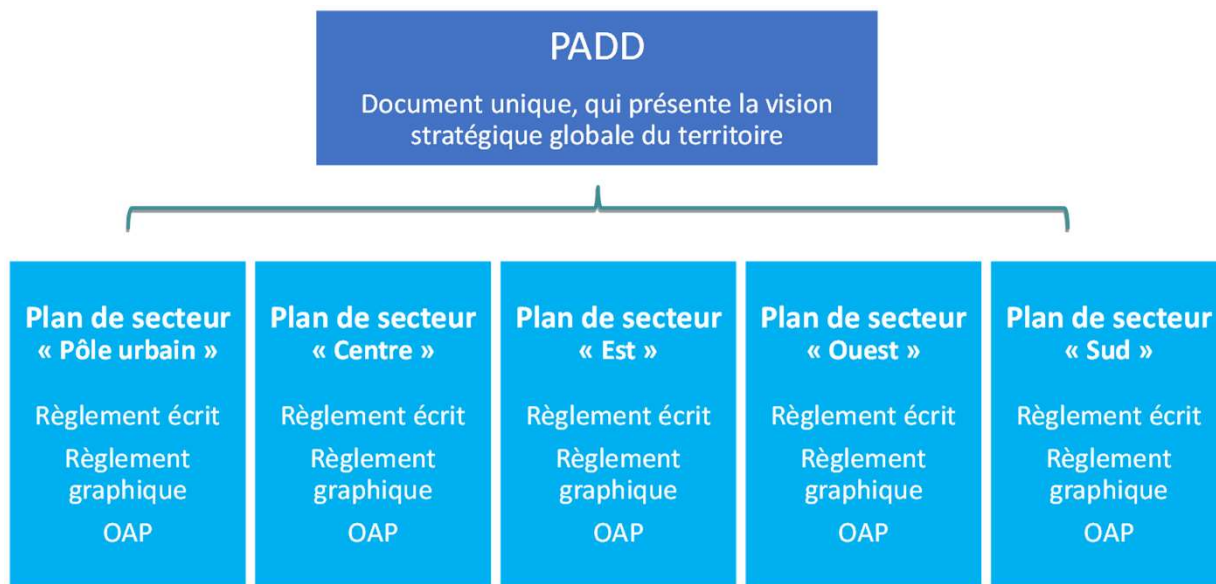 PADD
Document unique, qui présente la vision
stratégique globale du territoire
Plan de secteur
« Pôle urbain »
Règlement écrit
Règlement
graphique
OAP
Plan de secteur
« Centre »
Règlement écrit
Règlement
graphique
OAP
Plan de secteur
« Est »
Règlement écrit
Règlement
graphique
OAP
Plan de secteur
« Ouest »
Règlement écrit
Règlement
graphique
OAP
Plan de secteur
« Sud »
Règlement écrit
Règlement
graphique
OAP